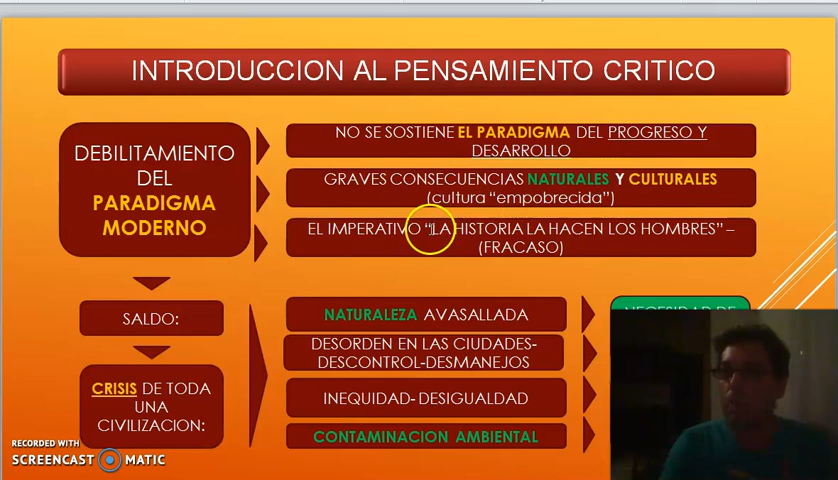 INTRODUCCION AL PENSAMIENTO CRITICO
DEBILITAMIENTO
DEL
PARADIGMA
MODERNO
NO SE SOSTIENE EL PARADIGMA DEL PROGRESO Y
DESARROLLO
GRAVES CONSECUENCIAS NATURALES Y CULTURALES
(cultura “empobrecida”)
EL IMPERATIVO “LA HISTORIA LA HACEN LOS HOMBRES” –
(FRACASO)
SALDO:
CRISIS DE TODA
UNA
CIVILIZACION:
NATURALEZA AVASALLADA
DESORDEN EN LAS CIUDADES-
DESCONTROL-DESMANEJOS
INEQUIDAD- DESIGUALDAD
CONTAMINACION AMBIENTAL
NECESIDAD DE
RECORDED WITH
SCREENCAST MATIC